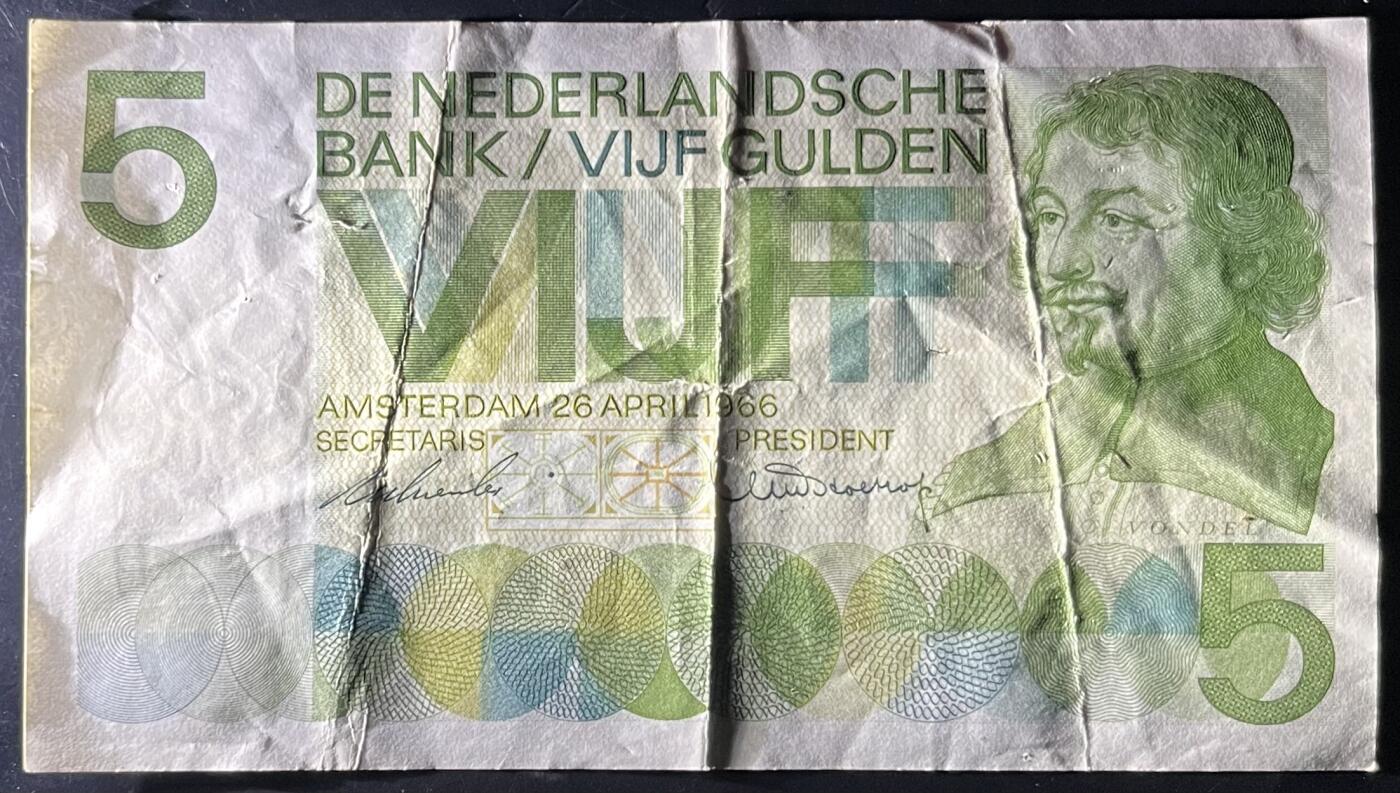 5
DE NEDERLANDSCHE
BANK / VIJF GULDEN
VIJF
AMSTERDAM 26 APRIL 1966
SECRETARIS PRESIDENT
VONDEL
5